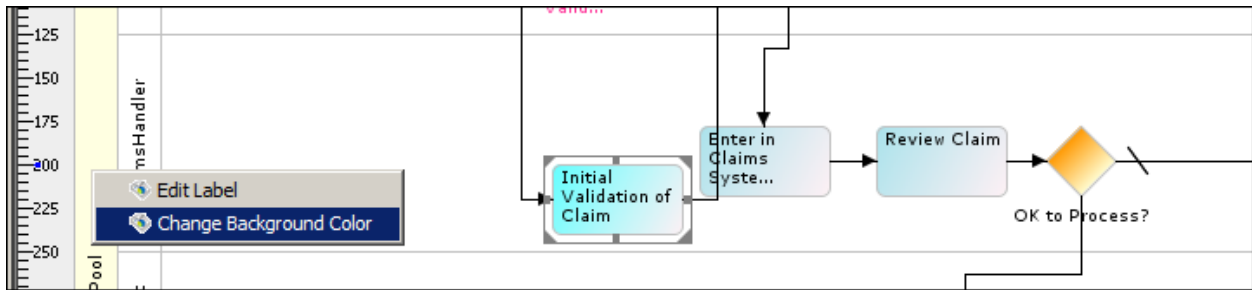 Valid...
125
150
175
200
225
250
Pool
msHandler
Edit Label
Change Background Color
Initial
Validation of
Claim
Enter in
Claims
Syste...
Review Claim
OK to Process?